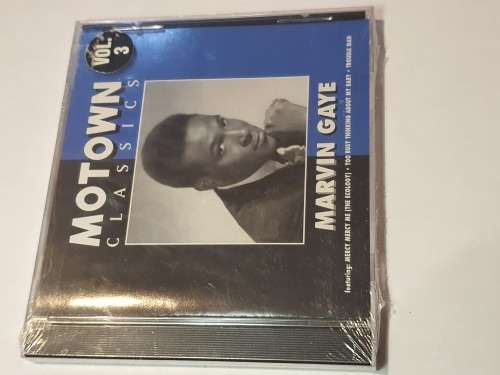 MOTOWN
VOL.
3
CLASSICS
MARVIN GAYE
featuring: MERCY MERCY ME (THE ECOLOGY) • TOO BUSY THINKING ABOUT MY BABY • TROUBLE MAN